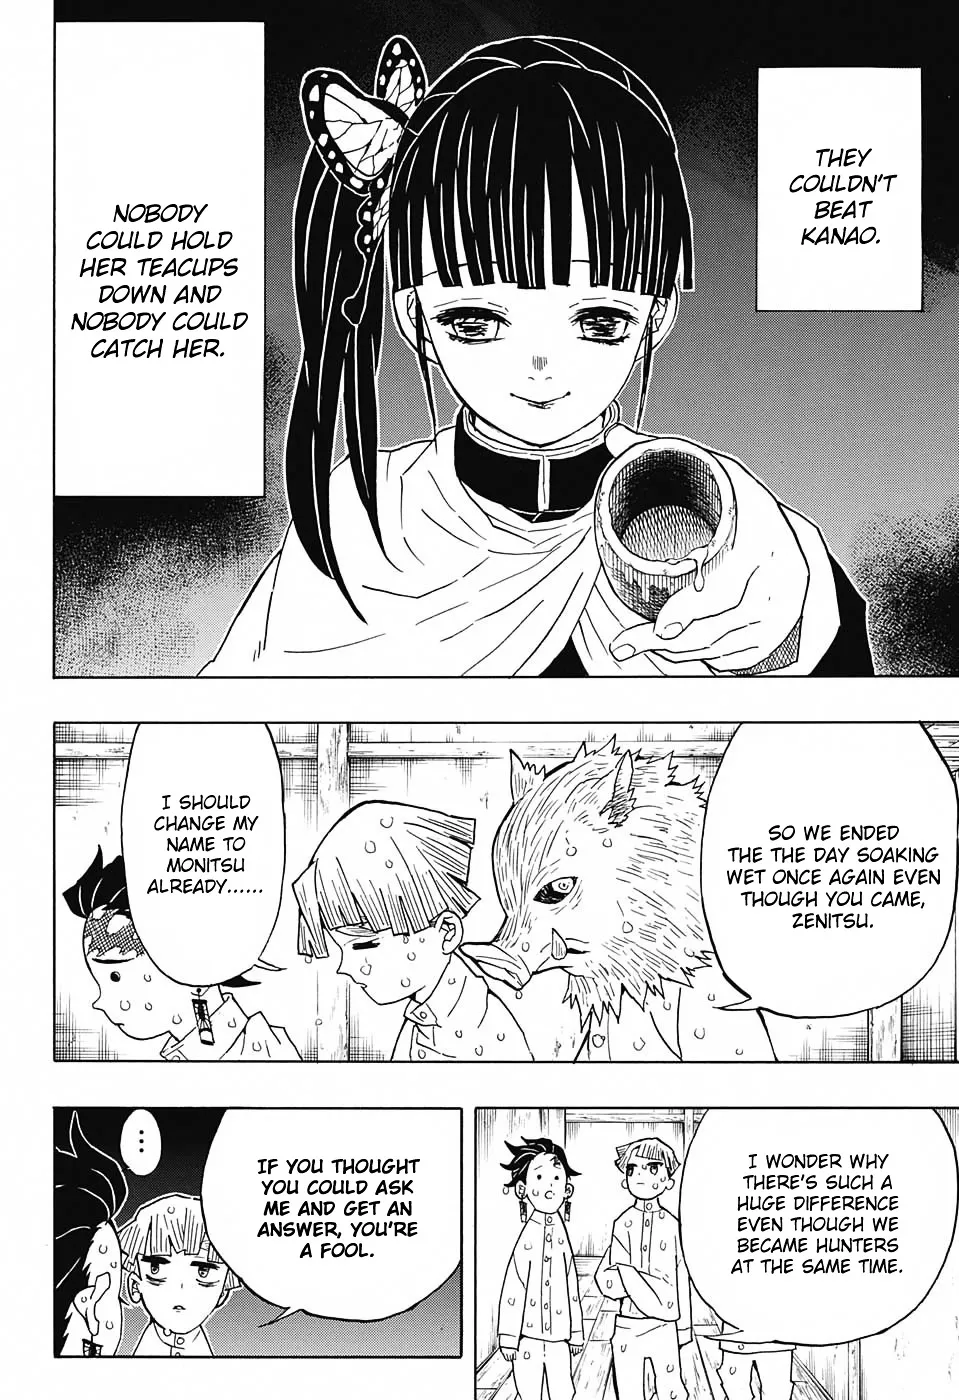 THEY
COULDN'T
BEAT
KANAO.
NOBODY
COULD HOLD
HER TEACUPS
DOWN AND
NOBODY COULD
CATCH HER.
SO WE ENDED
THE THE DAY SOAKING
WET ONCE AGAIN EVEN
THOUGH YOU CAME,
ZENITSU.
I SHOULD
CHANGE MY
NAME TO
MONITSU
ALREADY......
I WONDER WHY
THERE'S SUCH A
HUGE DIFFERENCE
EVEN THOUGH WE
BECAME HUNTERS
AT THE SAME TIME.
IF YOU THOUGHT
YOU COULD ASK
ME AND GET AN
ANSWER, YOU'RE
A FOOL.
...